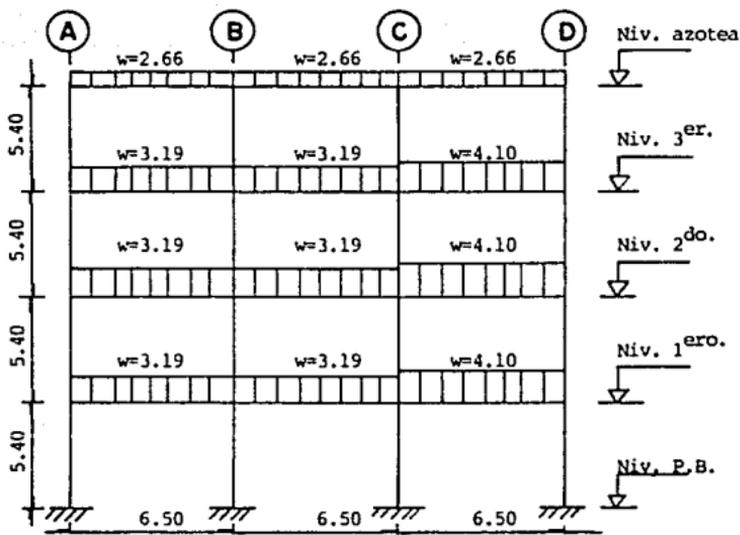 A B C D
Niv. azotea
w=2.66 w=2.66 w=2.66
5.40
Niv. 3er.
w=3.19 w=3.19 w=4.10
5.40
Niv. 2do.
w=3.19 w=3.19 w=4.10
5.40
Niv. 1ero.
w=3.19 w=3.19 w=4.10
5.40
Niv. P.B.
6.50 6.50 6.50